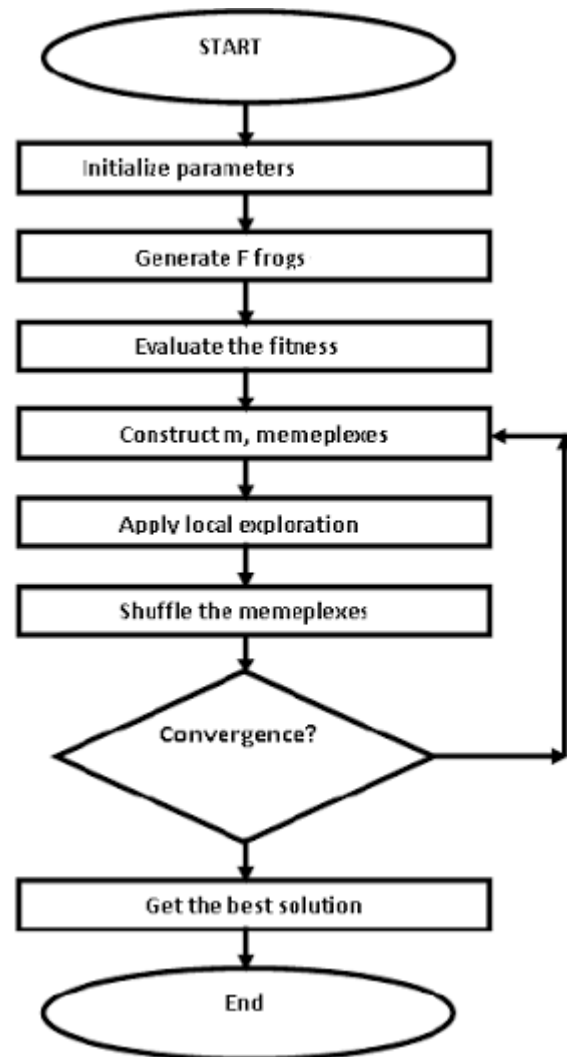 START
Initialize parameters
Generate F frogs
Evaluate the fitness
Construct m, memeplexes
Apply local exploration
Shuffle the memeplexes
Convergence?
Get the best solution
End